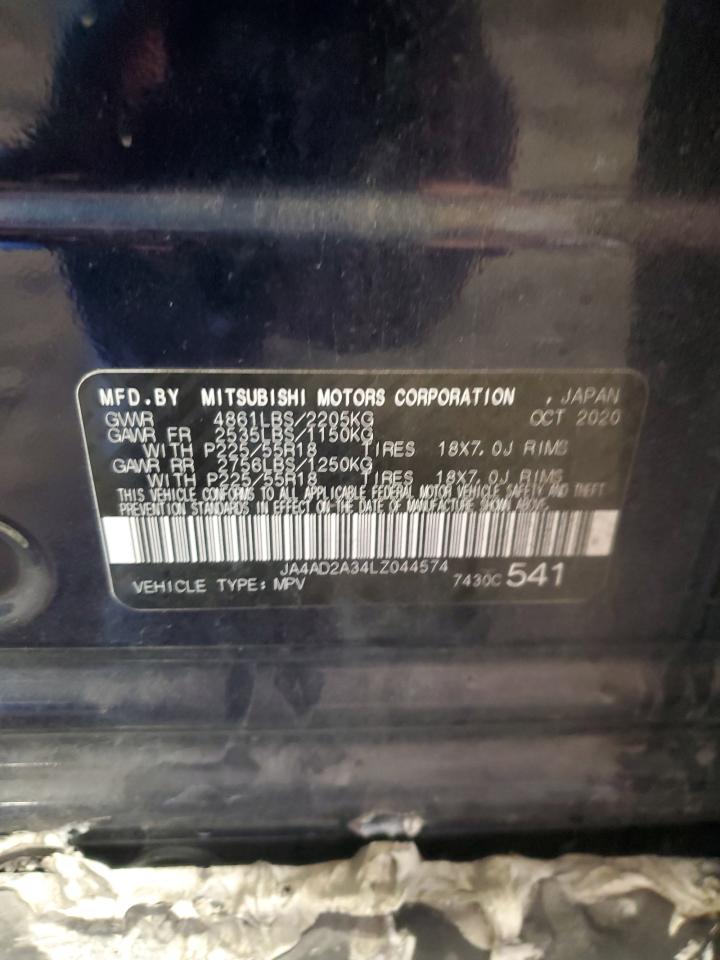 MFD.BY MITSUBISHI MOTORS CORPORATION , JAPAN
GVWR 4861LBS/2205KG OCT 2020
GAWR FR 2535LBS/1150KG
WITH P225/55R18 TIRES 18X7.0J RIMS
GAWR RR 2756LBS/1250KG
WITH P225/55R18 TIRES 18X7.0J RIMS
THIS VEHICLE CONFORMS TO ALL APPLICABLE FEDERAL MOTOR VEHICLE SAFETY AND THEFT
PREVENTION STANDARDS IN EFFECT ON THE DATE OF MANUFACTURE SHOWN ABOVE.
JA4AD2A34LZ044574
VEHICLE TYPE: MPV 7430C 541